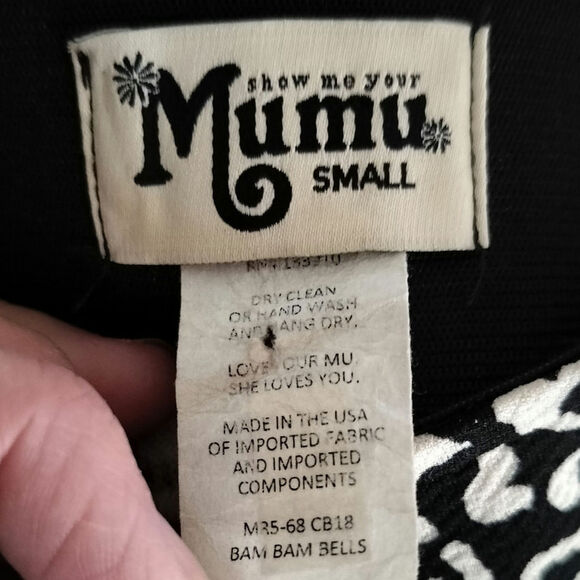 show me your
Mumu
SMALL
DRY CLEAN
OR HAND WASH
AND HANG DRY.
LOVE YOUR MU.
SHE LOVES YOU.
MADE IN THE USA
OF IMPORTED FABRIC
AND IMPORTED
COMPONENTS
MR5-68 CB18
BAM BAM BELLS